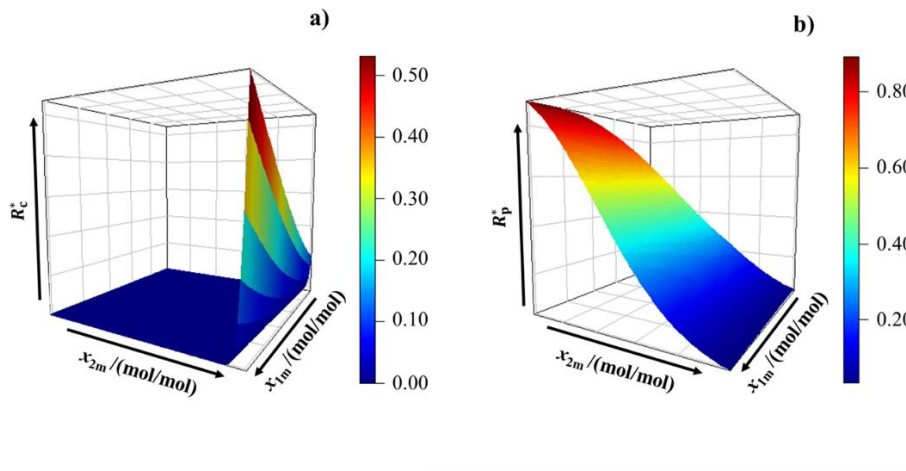 a)
0.50
0.40
0.30
0.20
0.10
0.00
R*c
x2m /(mol/mol)
x1m /(mol/mol)
b)
0.80
0.60
0.40
0.20
R*p
x2m /(mol/mol)
x1m /(mol/mol)